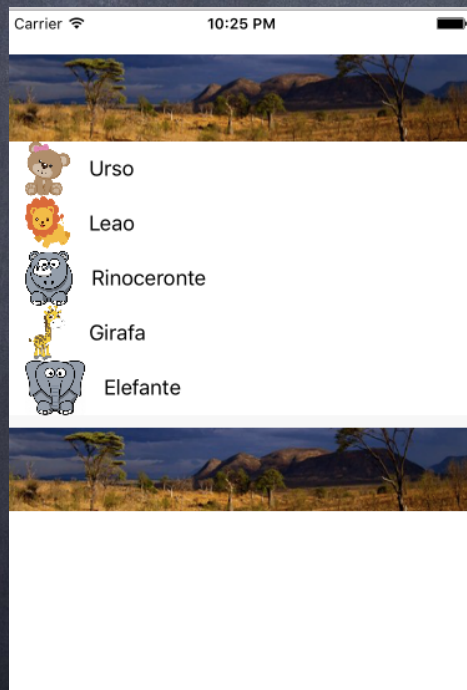 Carrier 10:25 PM
Urso
Leao
Rinoceronte
Girafa
Elefante